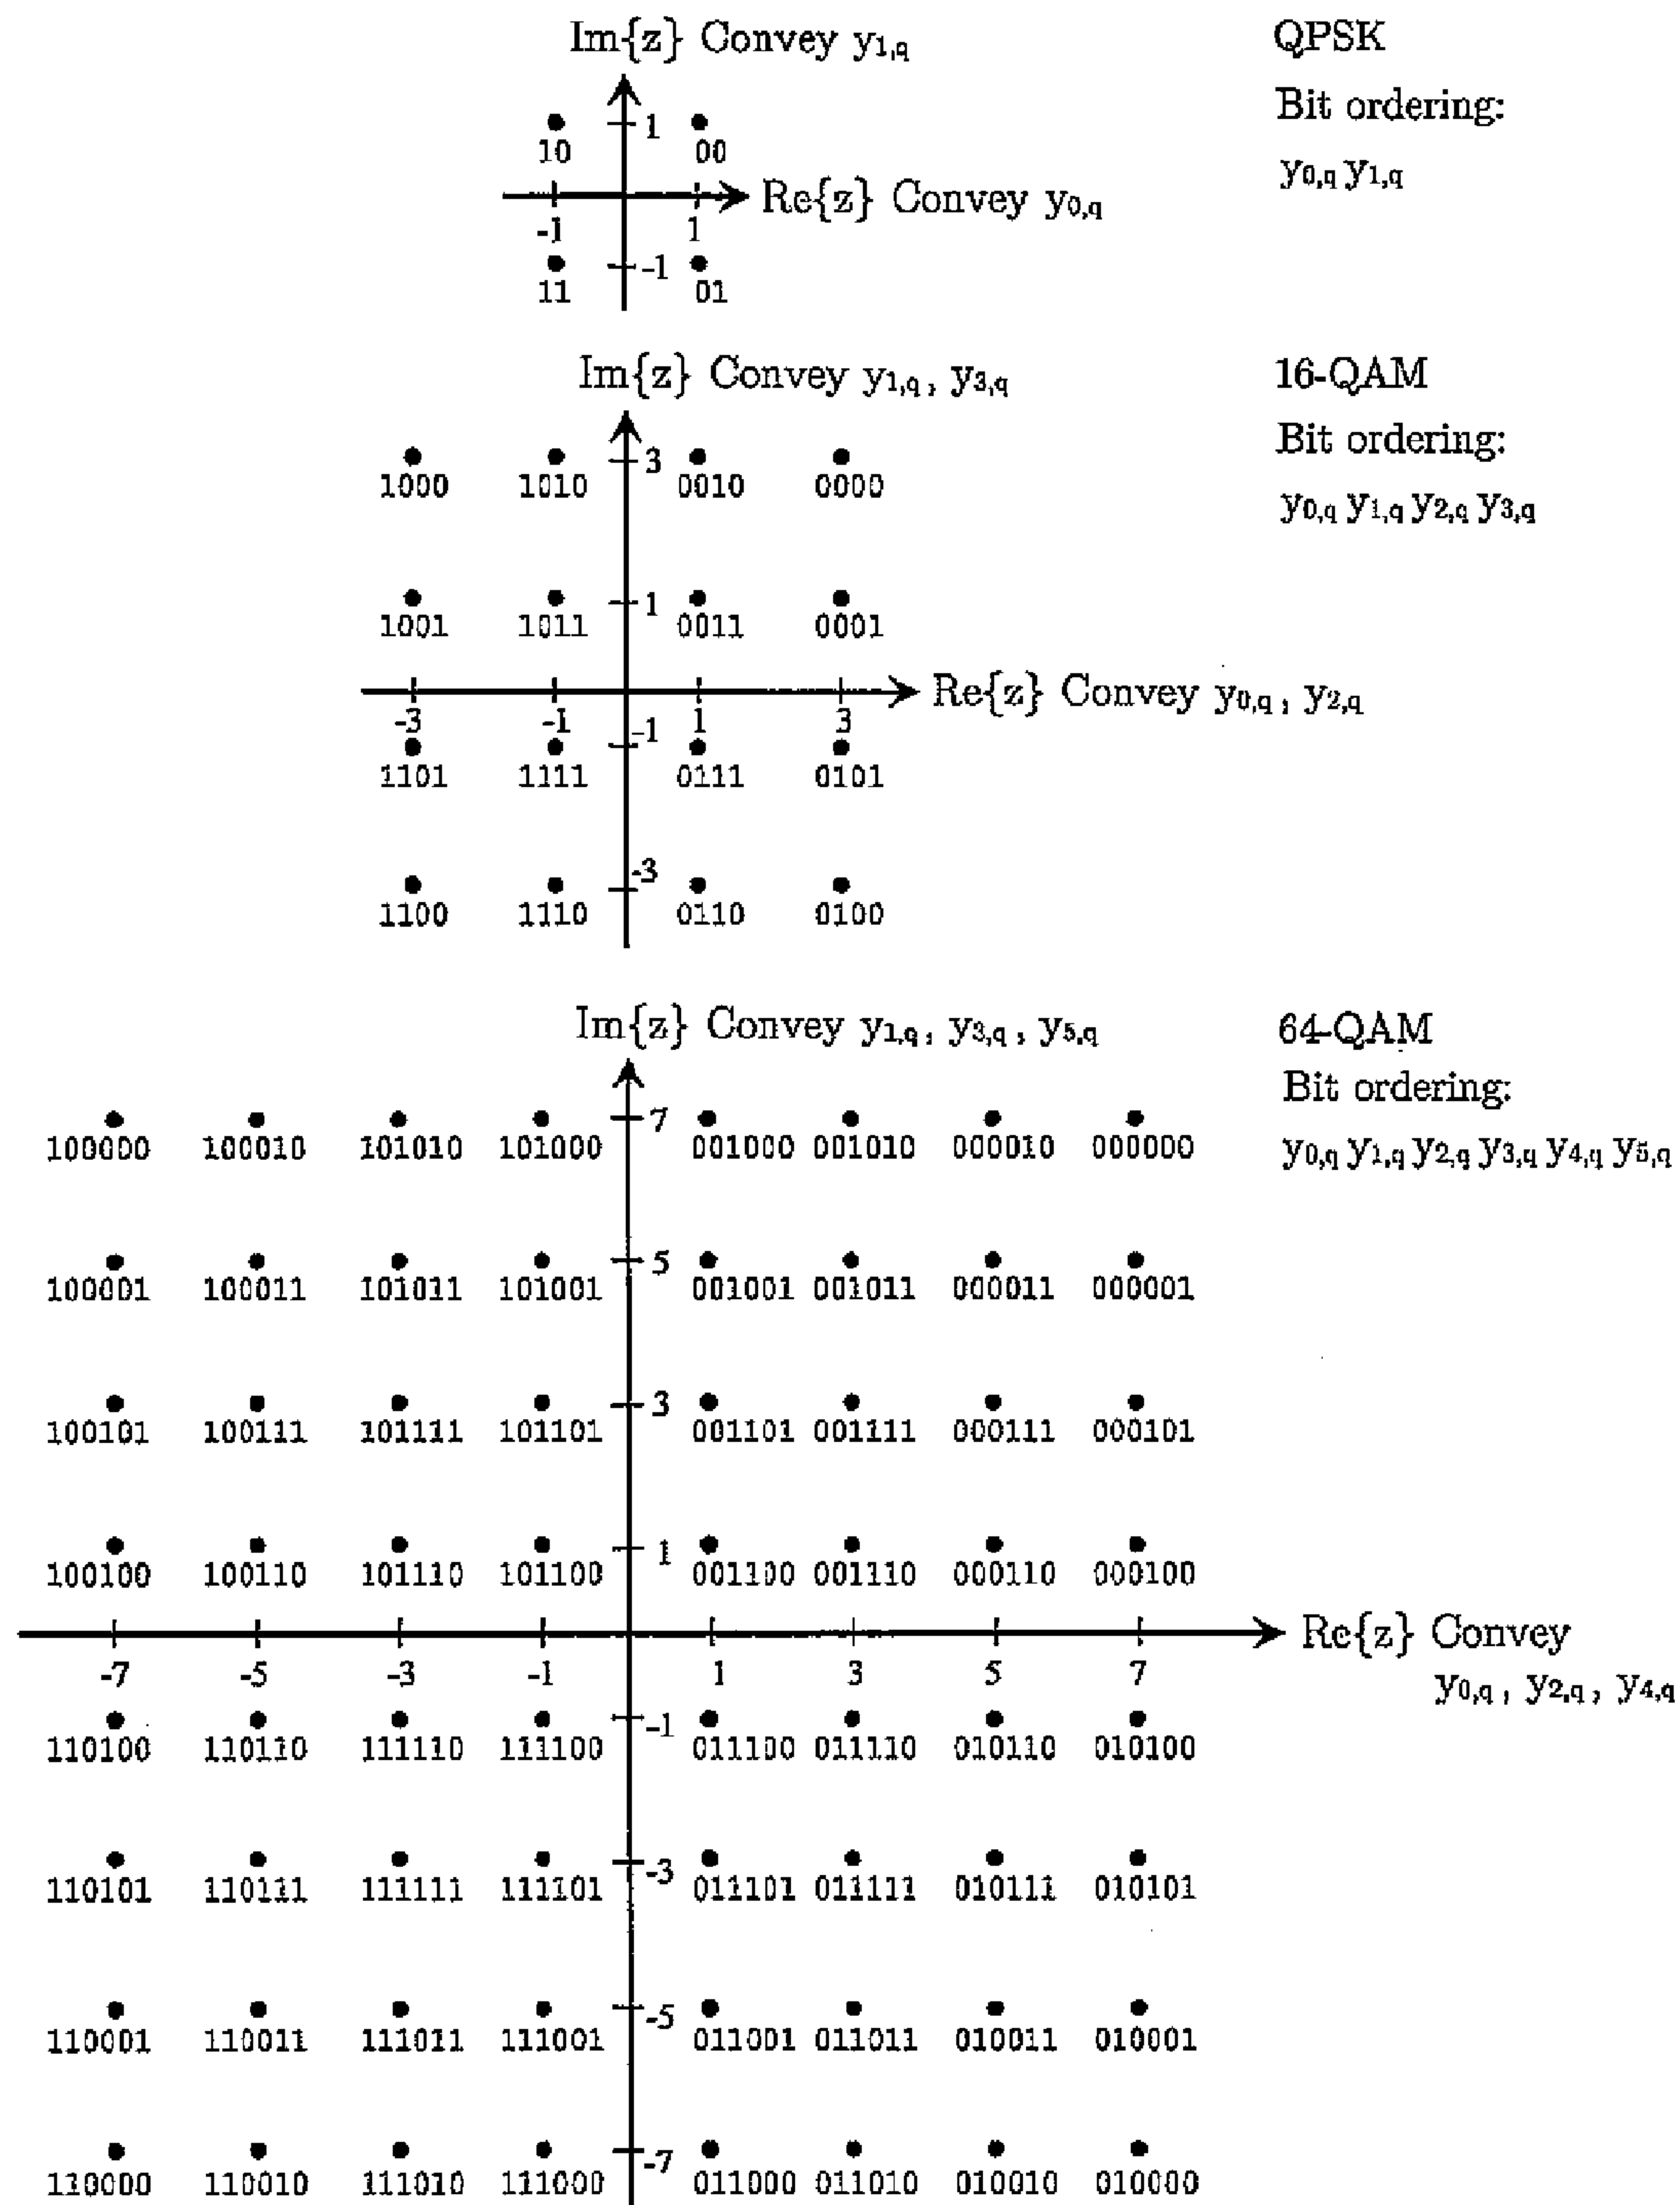 Im{z} Convey y1,q
QPSK
Bit ordering:
y0,q y1,q
1
10 00
Re{z} Convey y0,q
-1 1
-1
11 01
Im{z} Convey y1,q, y3,q
16-QAM
Bit ordering:
y0,q y1,q y2,q y3,q
3
1000 1010 0010 0000
1
1001 1011 0011 0001
Re{z} Convey y0,q, y2,q
-3 -1 1 3
-1
1101 1111 0111 0101
-3
1100 1110 0110 0100
Im{z} Convey y1,q, y3,q, y5,q
64-QAM
Bit ordering:
y0,q y1,q y2,q y3,q y4,q y5,q
7
100000 100010 101010 101000 001000 001010 000010 000000
5
100001 100011 101011 101001 001001 001011 000011 000001
3
100101 100111 101111 101101 001101 001111 000111 000101
1
100100 100110 101110 101100 001100 001110 000110 000100
Re{z} Convey
y0,q, y2,q, y4,q
-7 -5 -3 -1 1 3 5 7
-1
110100 110110 111110 111100 011100 011110 010110 010100
-3
110101 110111 111111 111101 011101 011111 010111 010101
-5
110001 110011 111011 111001 011001 011011 010011 010001
-7
110000 110010 111010 111000 011000 011010 010010 010000